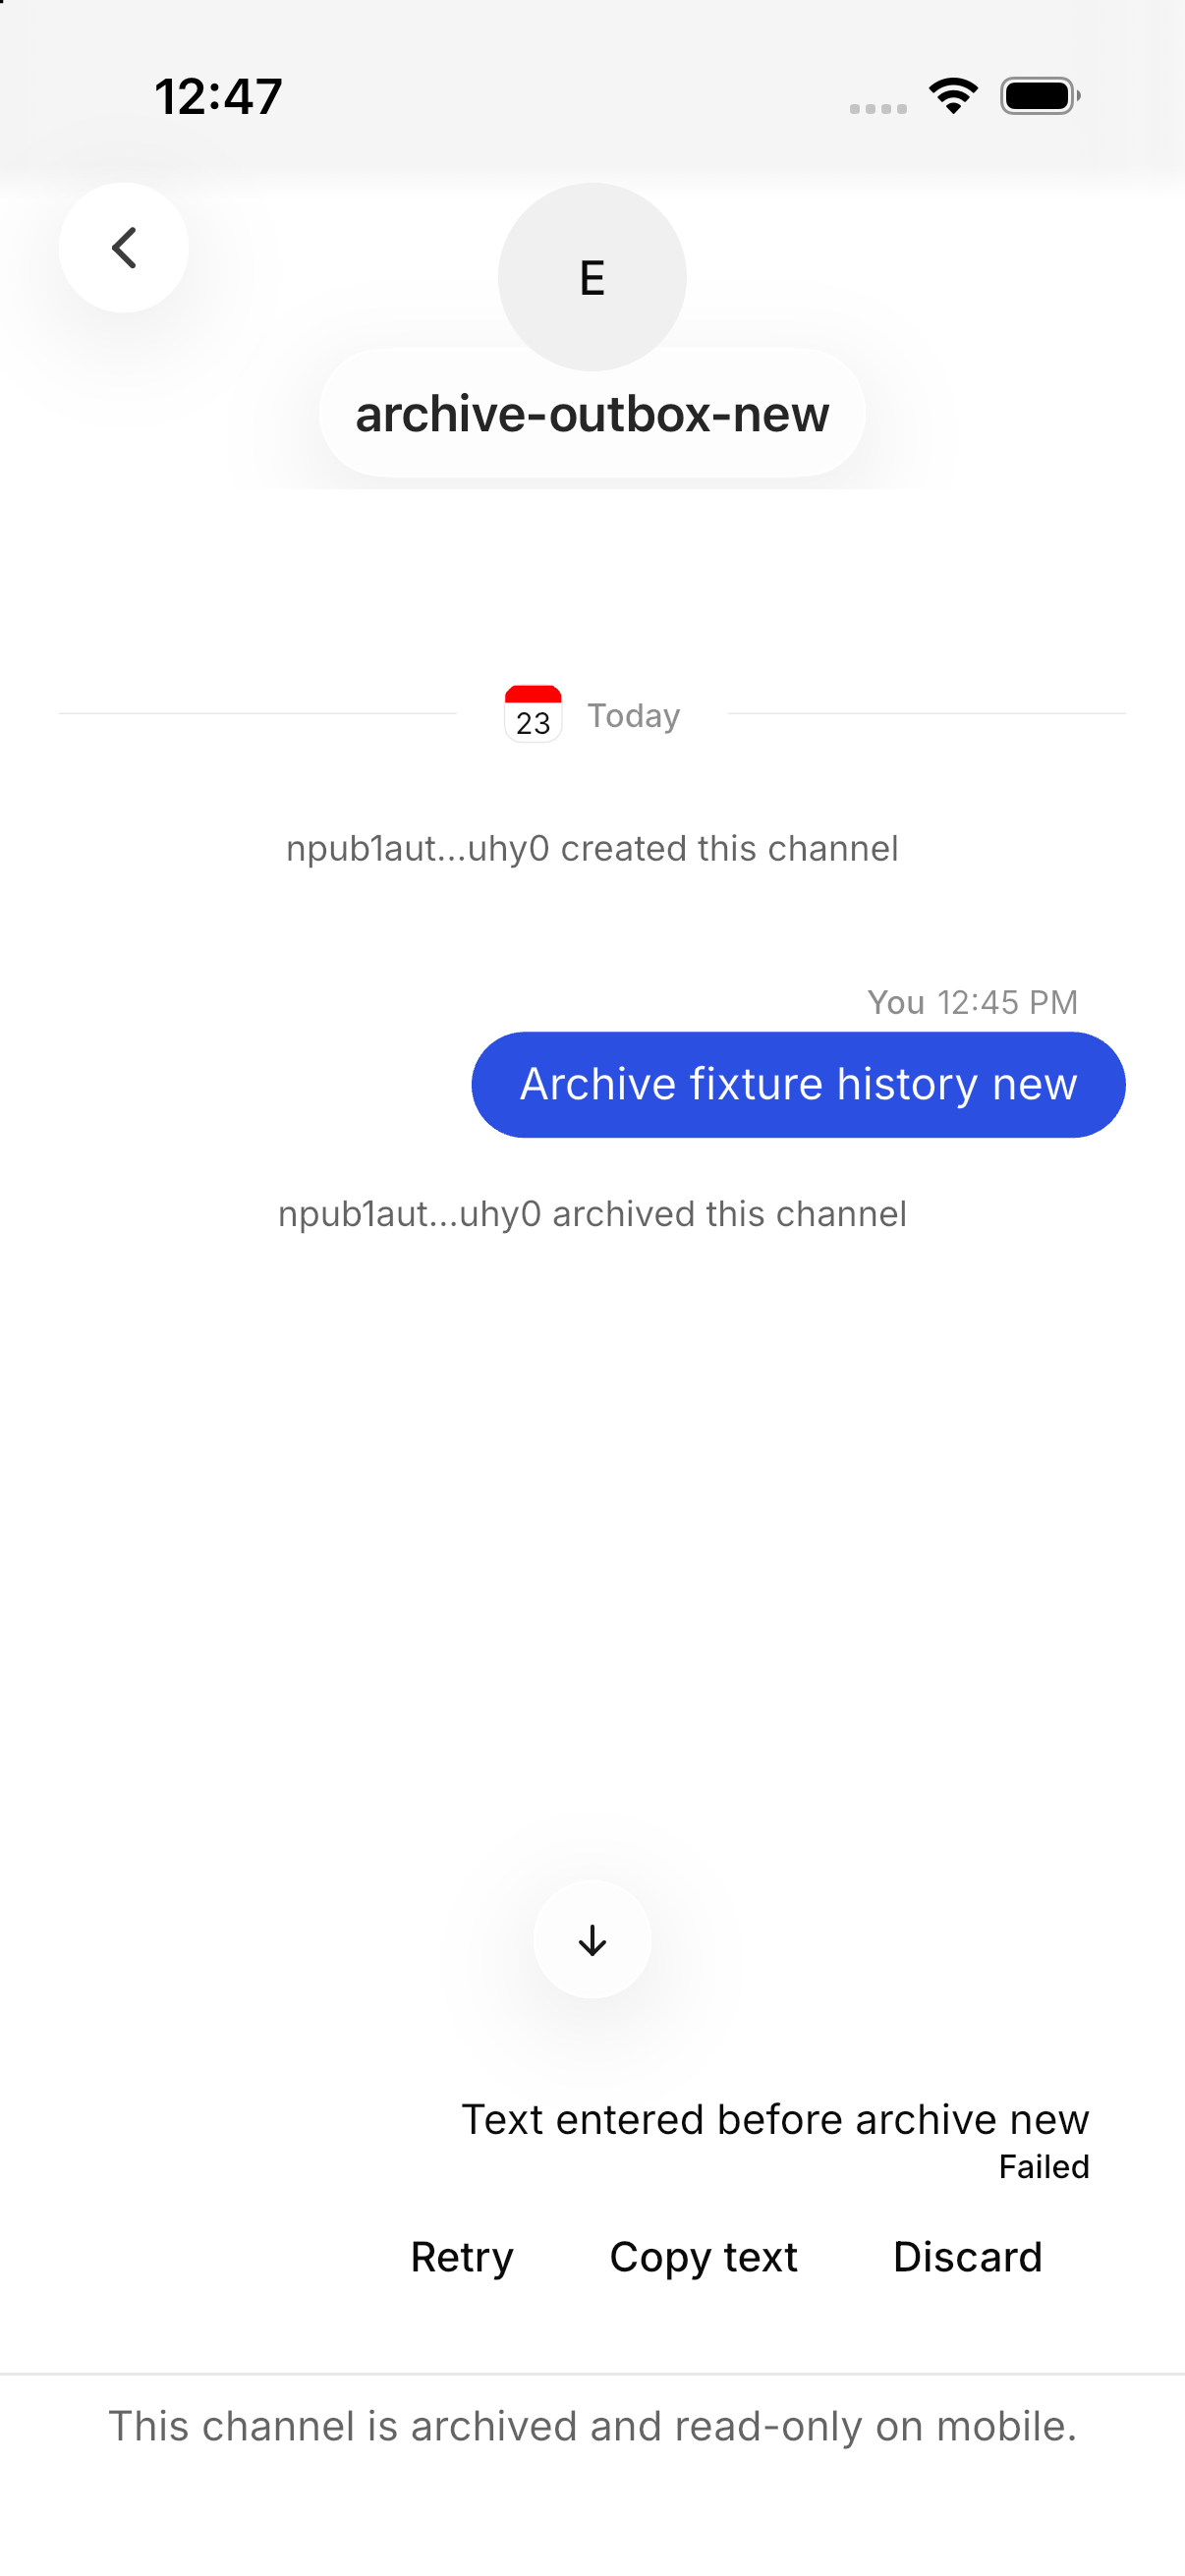 12:47
E
archive-outbox-new
23 Today
npub1aut...uhy0 created this channel
You 12:45 PM
Archive fixture history new
npub1aut...uhy0 archived this channel
Text entered before archive new
Failed
Retry Copy text Discard
This channel is archived and read-only on mobile.